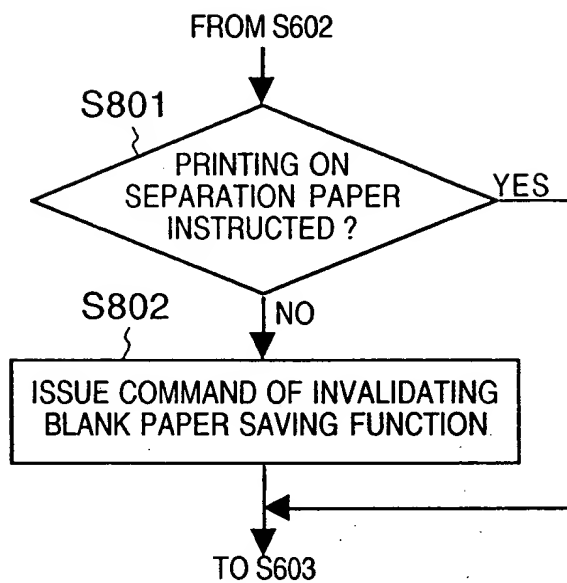 FROM S602
S801
PRINTING ON
SEPARATION PAPER
INSTRUCTED ?
YES
NO
S802
ISSUE COMMAND OF INVALIDATING
BLANK PAPER SAVING FUNCTION
TO S603